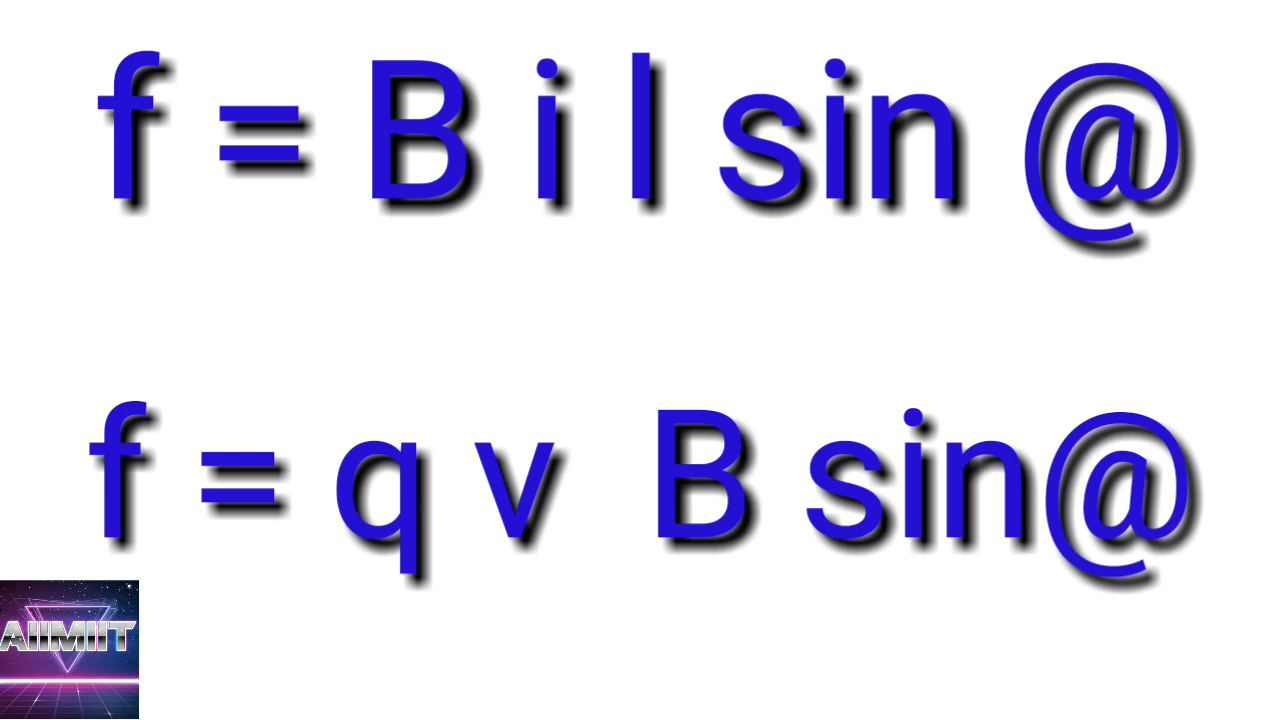 f = B i l sin @
f = q v B sin@
AIIMIIT